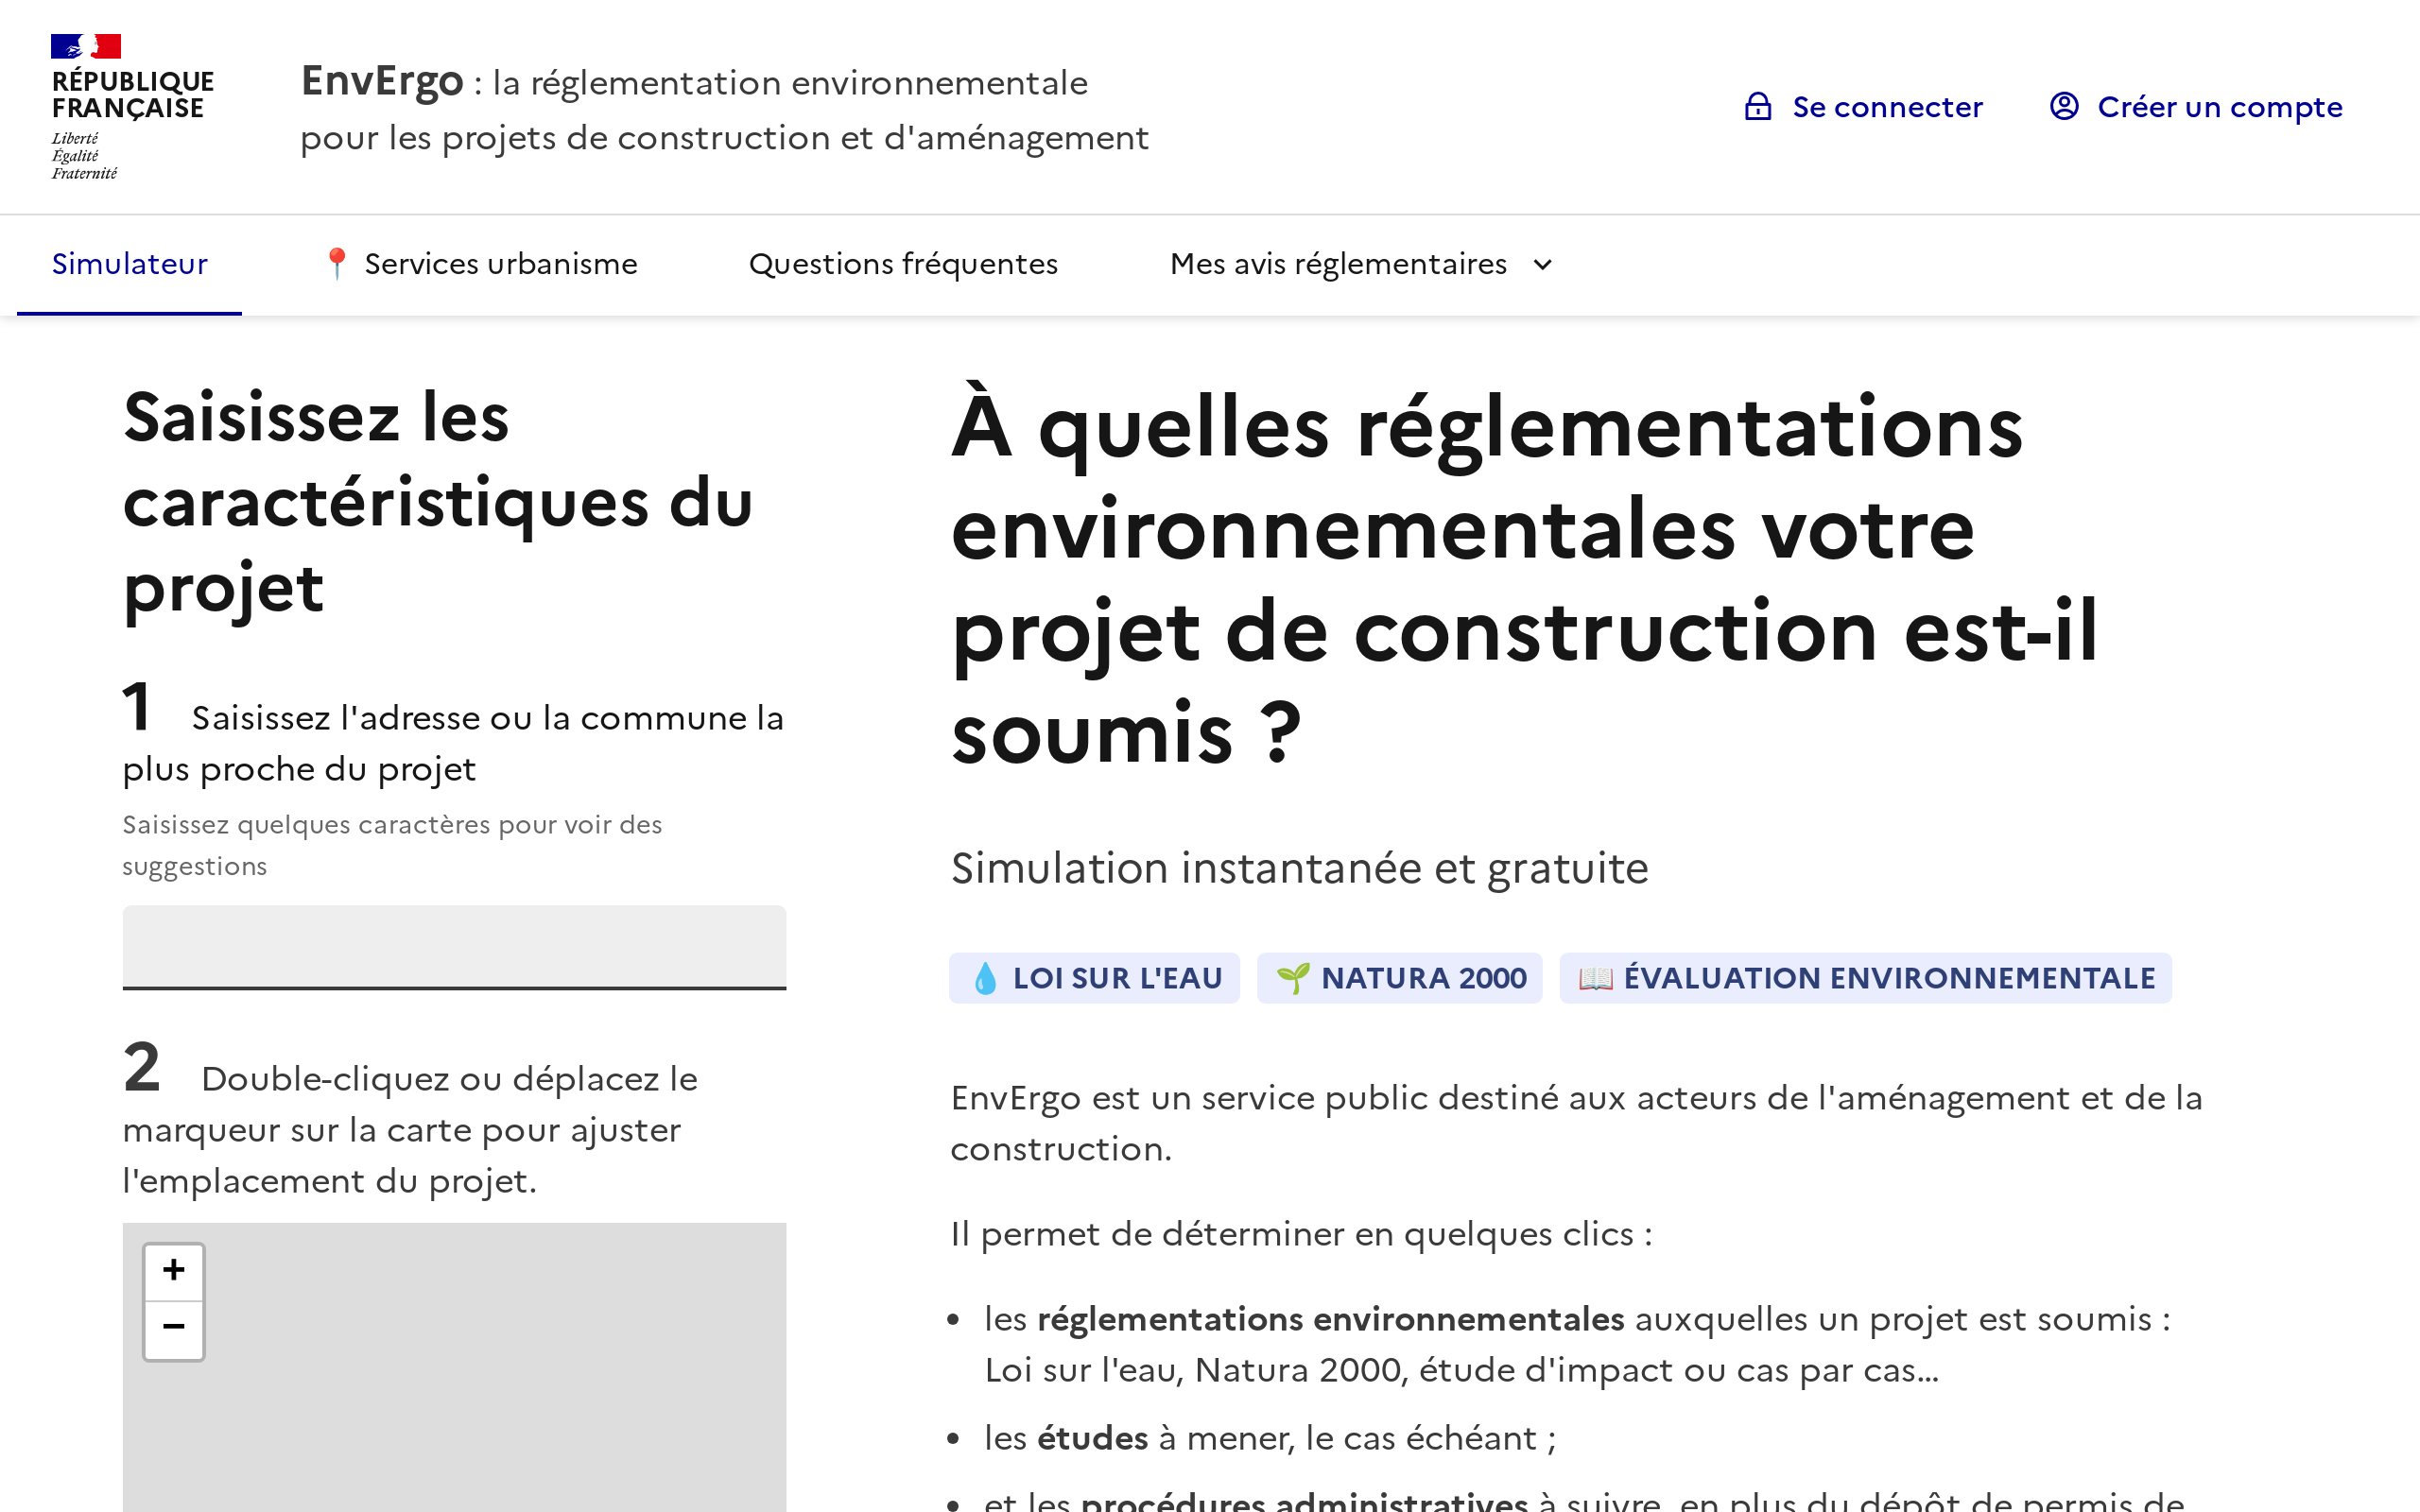 RÉPUBLIQUE
FRANÇAISE
Liberté
Égalité
Fraternité
EnvErgo : la réglementation environnementale
pour les projets de construction et d'aménagement
Se connecter
Créer un compte
Simulateur
📍 Services urbanisme
Questions fréquentes
Mes avis réglementaires
Saisissez les
caractéristiques du
projet
1 Saisissez l'adresse ou la commune la
plus proche du projet
Saisissez quelques caractères pour voir des
suggestions
2 Double-cliquez ou déplacez le
marqueur sur la carte pour ajuster
l'emplacement du projet.
+
−
À quelles réglementations
environnementales votre
projet de construction est-il
soumis ?
Simulation instantanée et gratuite
💧 LOI SUR L'EAU
🌱 NATURA 2000
📖 ÉVALUATION ENVIRONNEMENTALE
EnvErgo est un service public destiné aux acteurs de l'aménagement et de la
construction.
Il permet de déterminer en quelques clics :
• les réglementations environnementales auxquelles un projet est soumis :
Loi sur l'eau, Natura 2000, étude d'impact ou cas par cas…
• les études à mener, le cas échéant ;
• et les procédures administratives à suivre, en plus du dépôt de permis de